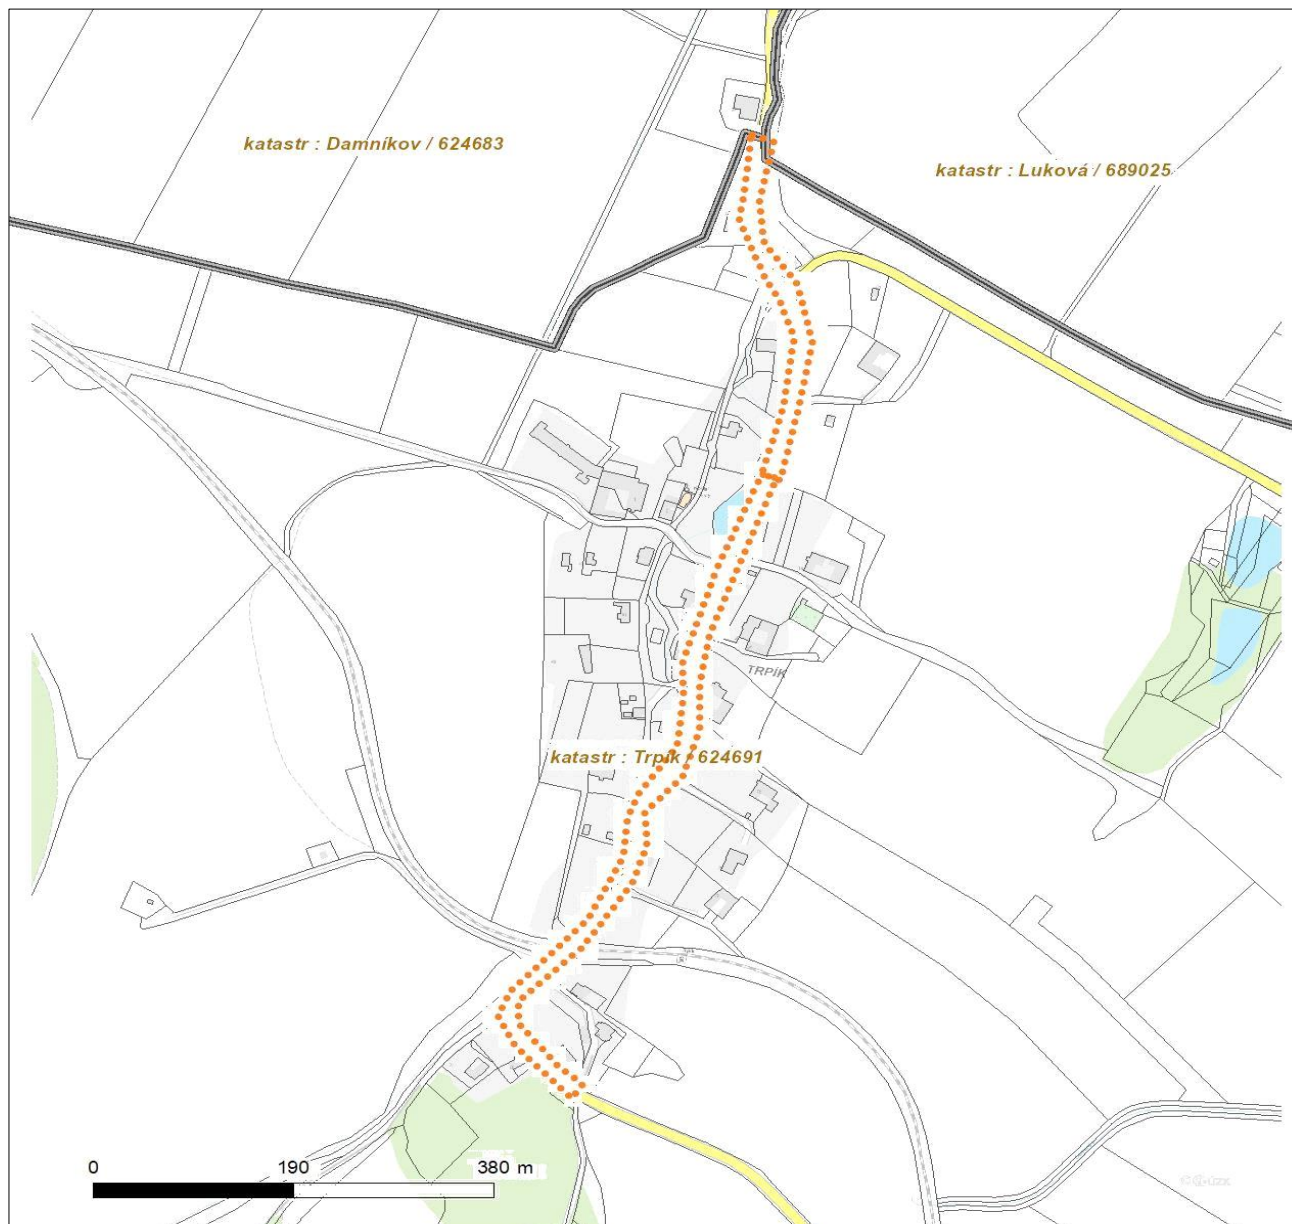 katastr : Damníkov / 624683
katastr : Luková / 689025
TRPÍK
katastr : Trpík / 624691
0 190 380 m